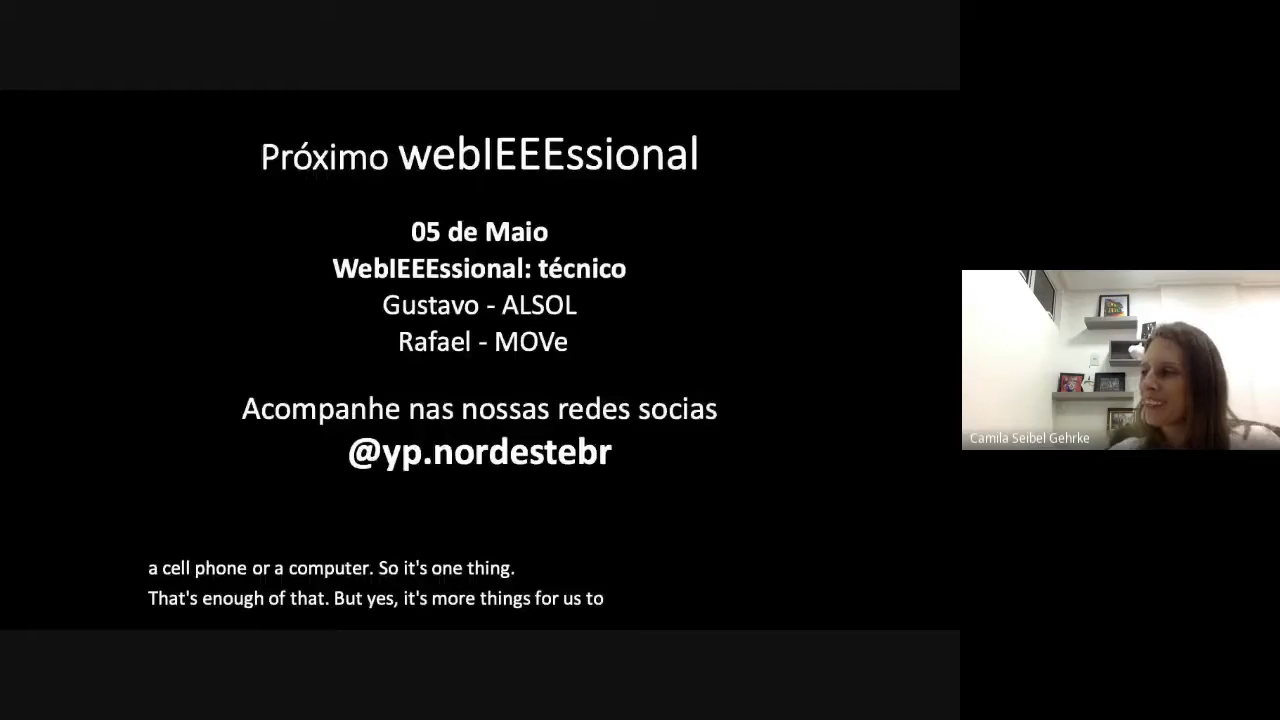 Próximo webIEEEssional
05 de Maio
WebIEEEssional: técnico
Gustavo - ALSOL
Rafael - MOVe
Acompanhe nas nossas redes socias
@yp.nordestebr
Camila Seibel Gehrke
a cell phone or a computer. So it's one thing.
That's enough of that. But yes, it's more things for us to